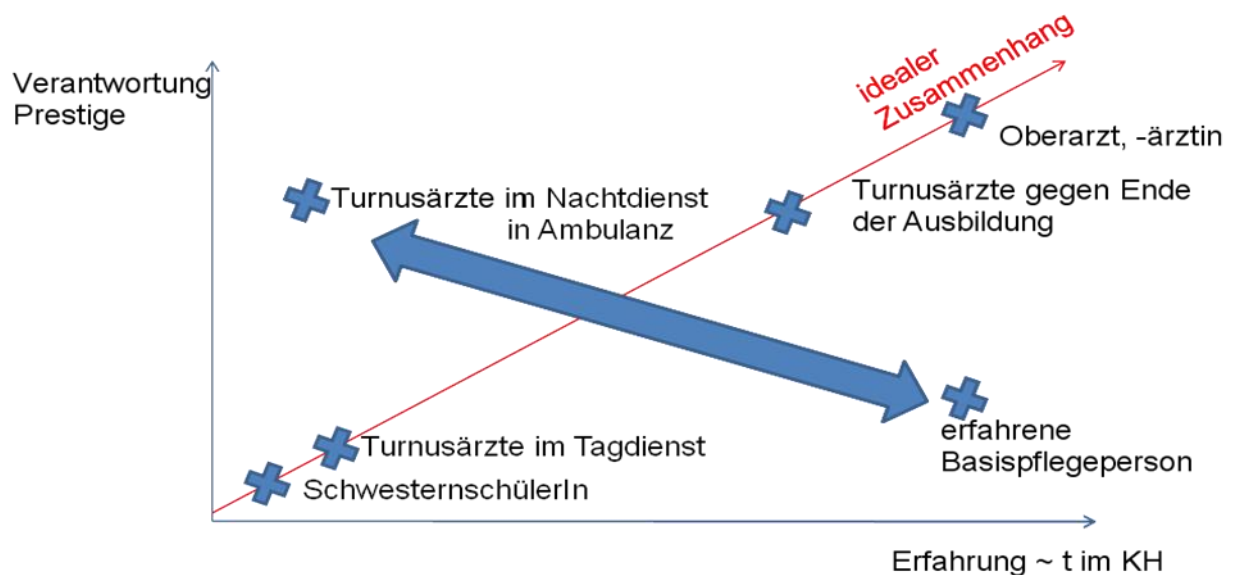 idealer
Zusammenhang
Verantwortung
Prestige
Oberarzt, -ärztin
Turnusärzte im Nachtdienst
in Ambulanz
Turnusärzte gegen Ende
der Ausbildung
erfahrene
Basispflegeperson
Turnusärzte im Tagdienst
SchwesternschülerIn
Erfahrung ~ t im KH